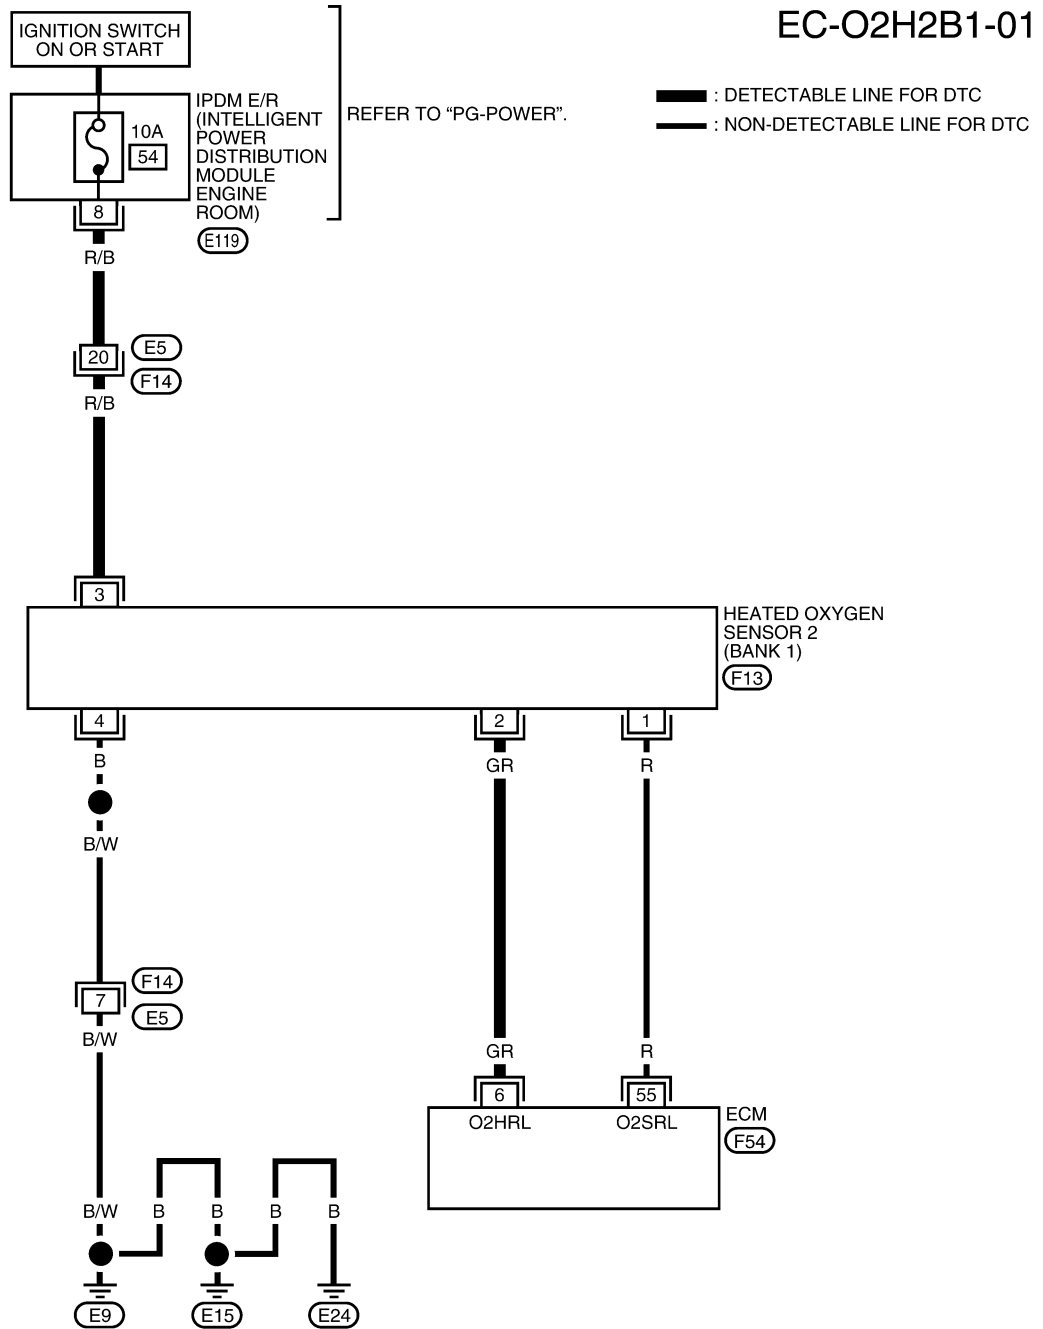 EC-O2H2B1-01
IGNITION SWITCH
ON OR START
: DETECTABLE LINE FOR DTC
: NON-DETECTABLE LINE FOR DTC
10A
54
IPDM E/R
(INTELLIGENT
POWER
DISTRIBUTION
MODULE
ENGINE
ROOM)
E119
REFER TO “PG-POWER”.
8
R/B
20
E5
F14
R/B
3
HEATED OXYGEN
SENSOR 2
(BANK 1)
F13
4
2
1
B
GR
R
B/W
7
F14
E5
B/W
GR
R
6
55
O2HRL
O2SRL
ECM
F54
B/W
B
B
B
B
E9
E15
E24